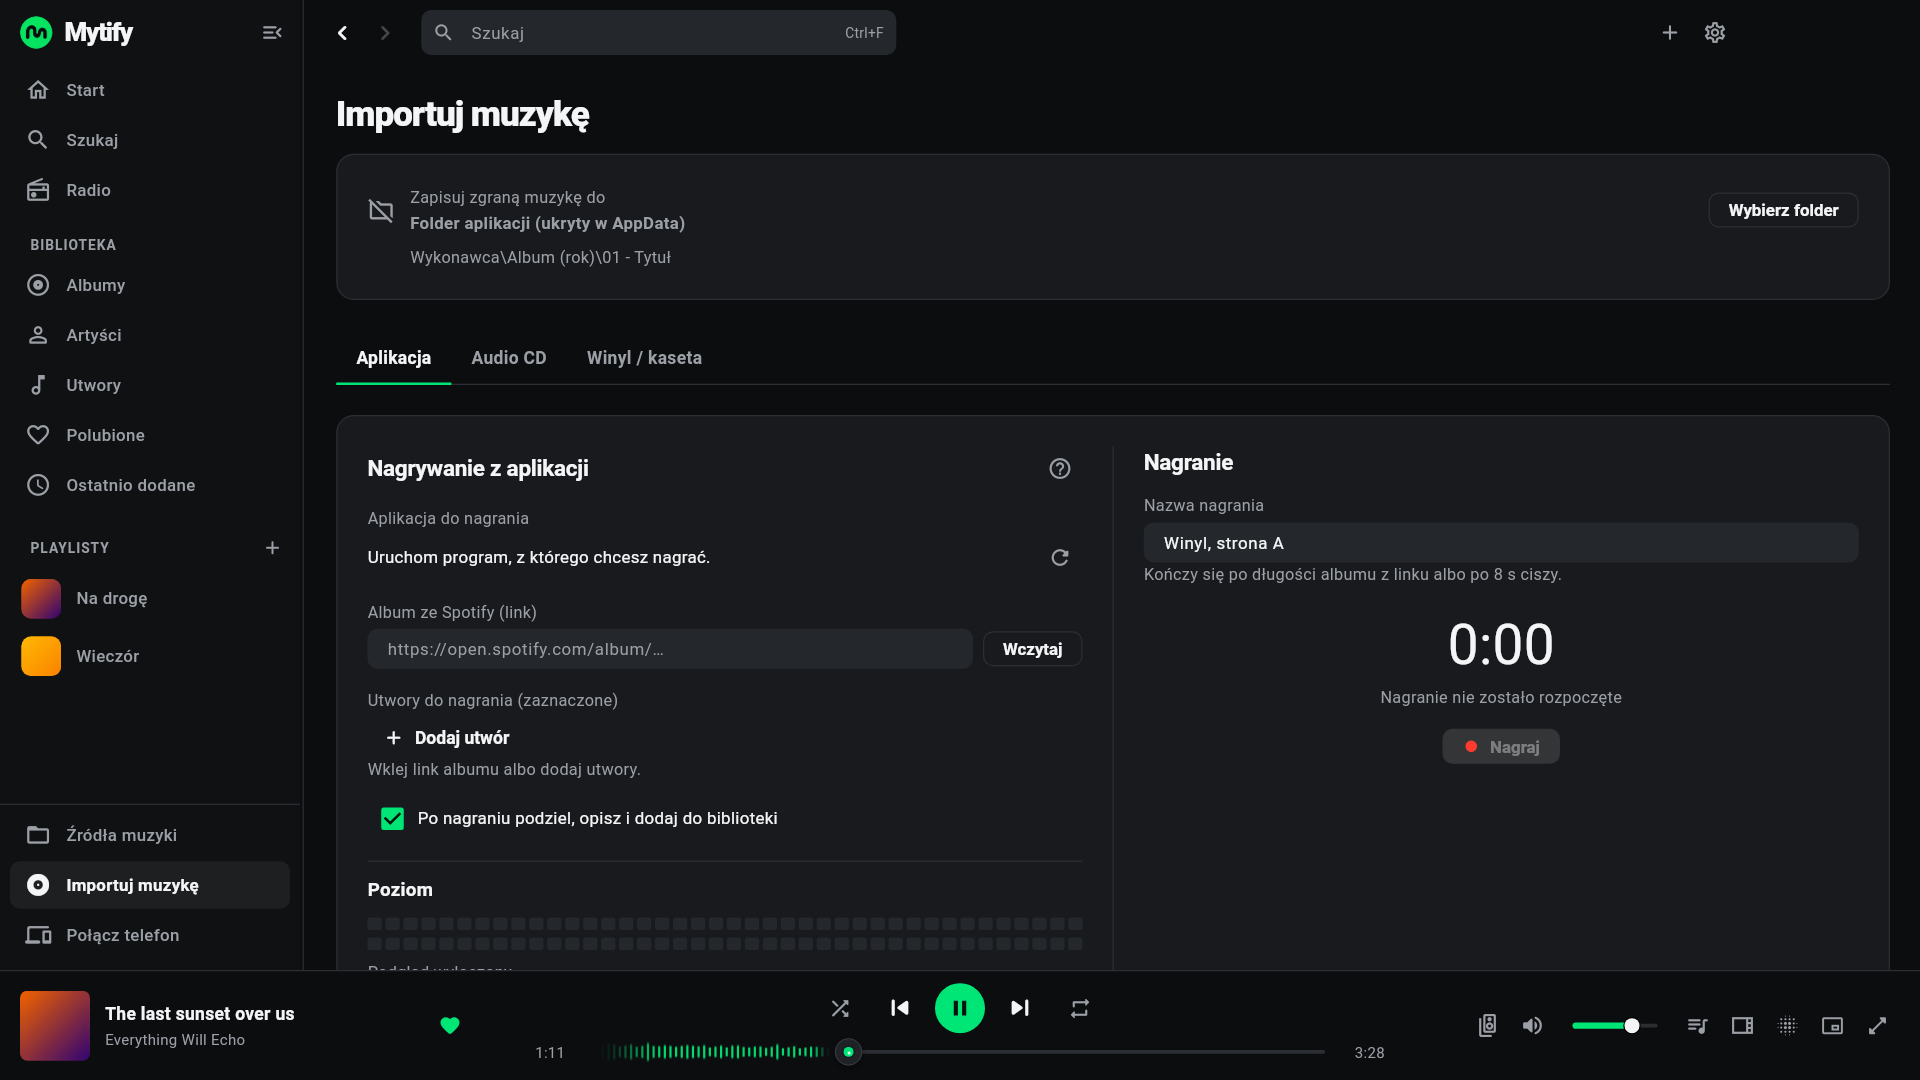 Mytify
Szukaj
Ctrl+F
Start
Szukaj
Radio
BIBLIOTEKA
Albumy
Artyści
Utwory
Polubione
Ostatnio dodane
PLAYLISTY
Na drogę
Wieczór
Źródła muzyki
Importuj muzykę
Połącz telefon
Importuj muzykę
Zapisuj zgraną muzykę do
Folder aplikacji (ukryty w AppData)
Wykonawca\Album (rok)\01 - Tytuł
Wybierz folder
Aplikacja
Audio CD
Winyl / kaseta
Nagrywanie z aplikacji
Aplikacja do nagrania
Uruchom program, z którego chcesz nagrać.
Album ze Spotify (link)
https://open.spotify.com/album/…
Wczytaj
Utwory do nagrania (zaznaczone)
Dodaj utwór
Wklej link albumu albo dodaj utwory.
Po nagraniu podziel, opisz i dodaj do biblioteki
Poziom
Nagranie
Nazwa nagrania
Winyl, strona A
Kończy się po długości albumu z linku albo po 8 s ciszy.
0:00
Nagranie nie zostało rozpoczęte
Nagraj
The last sunset over us
Everything Will Echo
1:11
3:28